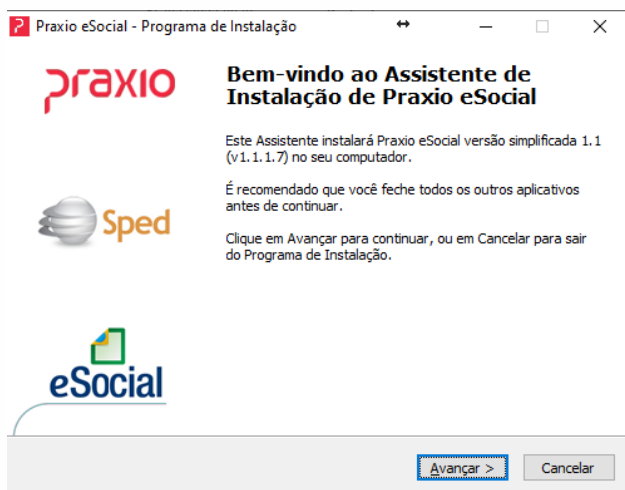 Praxio eSocial - Programa de Instalação
praxio
Bem-vindo ao Assistente de
Instalação de Praxio eSocial
Este Assistente instalará Praxio eSocial versão simplificada 1.1
(v1.1.1.7) no seu computador.
É recomendado que você feche todos os outros aplicativos
antes de continuar.
Sped
Clique em Avançar para continuar, ou em Cancelar para sair
do Programa de Instalação.
eSocial
Avançar >
Cancelar